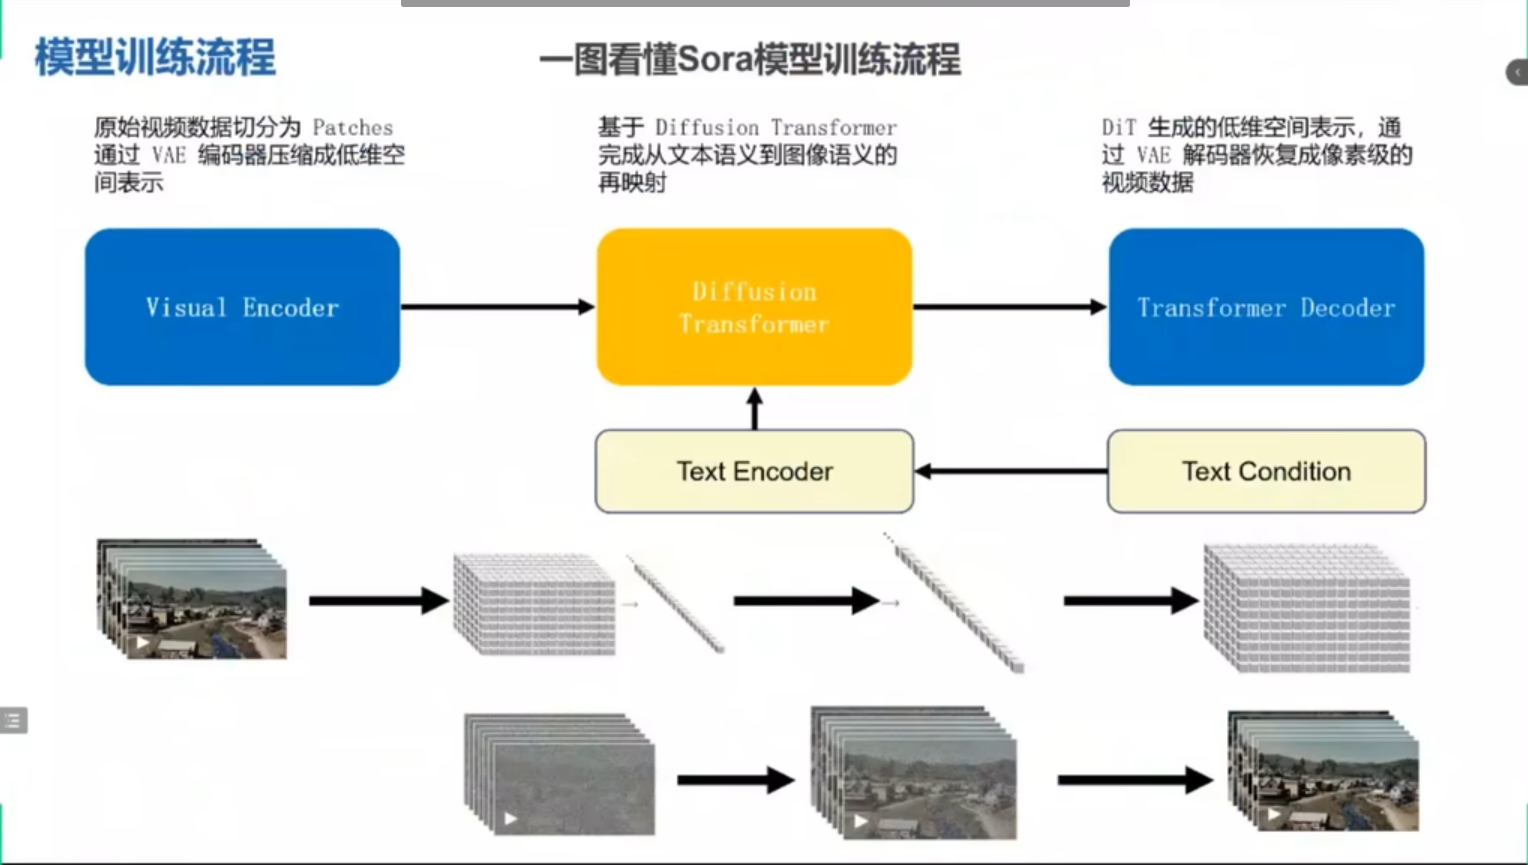 模型训练流程
一图看懂Sora模型训练流程
原始视频数据切分为 Patches
通过 VAE 编码器压缩成低维空
间表示
基于 Diffusion Transformer
完成从文本语义到图像语义的
再映射
DiT 生成的低维空间表示，通
过 VAE 解码器恢复成像素级的
视频数据
Visual Encoder
Diffusion
Transformer
Transformer Decoder
Text Encoder
Text Condition